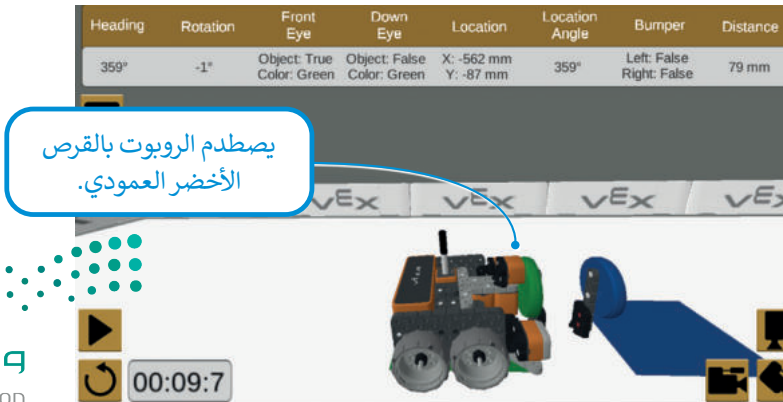 Heading Rotation Front Eye Down Eye Location Location Angle Bumper Distance
359° -1° Object: True Color: Green Object: False Color: Green X: -562 mm Y: -87 mm 359° Left: False Right: False 79 mm
يصطدم الروبوت بالقرص
الأخضر العمودي.
vex vex vex
00:09:7